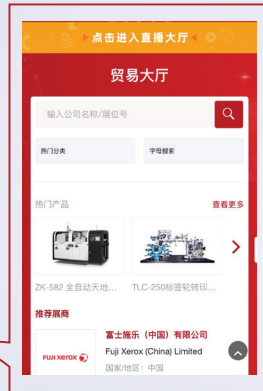 点击进入直播大厅
贸易大厅
输入公司名称/展位号
热门分类
字母搜索
热门产品
查看更多
ZK-582 全自动天地...
TLC-250标签轮转印...
推荐展商
富士施乐（中国）有限公司
Fuji Xerox (China) Limited
FUJI XEROX
国家/地区：中国